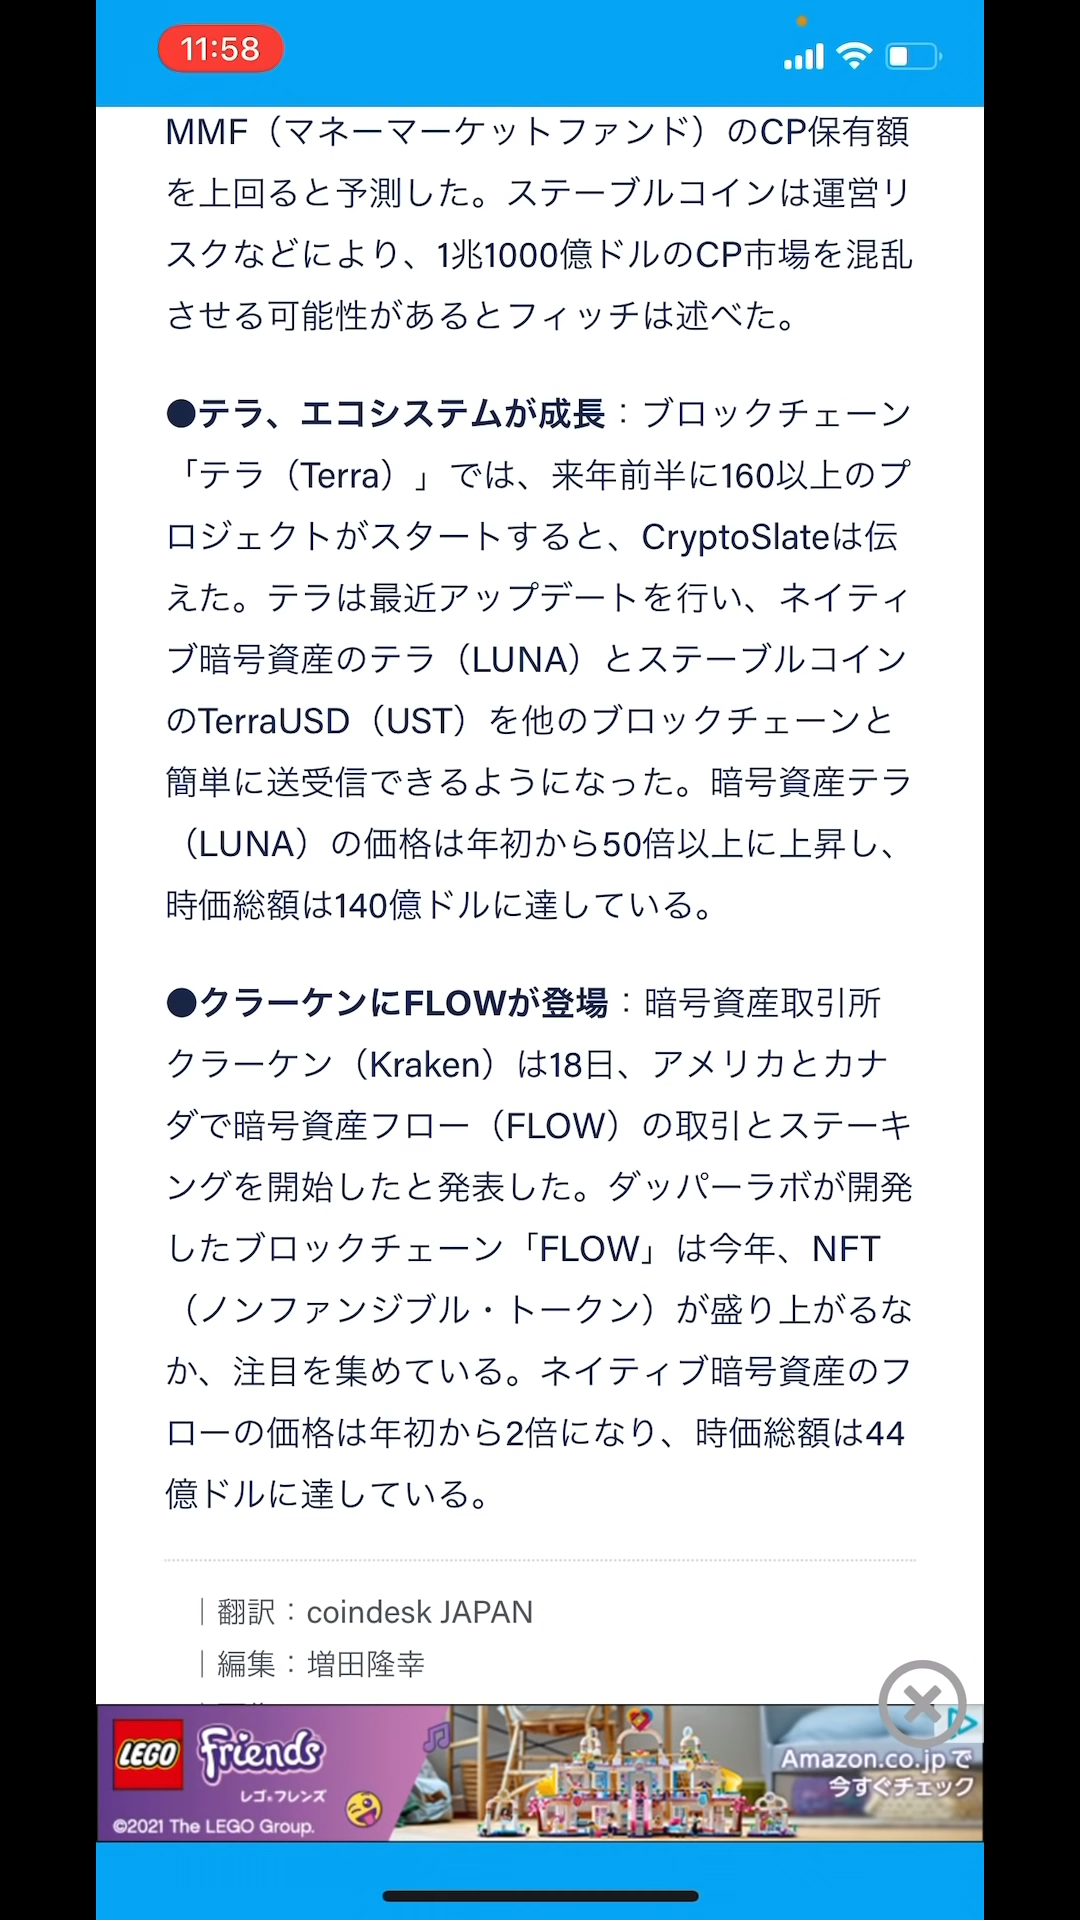 11:58
MMF（マネーマーケットファンド）のCP保有額
を上回ると予測した。ステーブルコインは運営リ
スクなどにより、1兆1000億ドルのCP市場を混乱
させる可能性があるとフィッチは述べた。
●テラ、エコシステムが成長：ブロックチェーン
「テラ（Terra）」では、来年前半に160以上のプ
ロジェクトがスタートすると、CryptoSlateは伝
えた。テラは最近アップデートを行い、ネイティ
ブ暗号資産のテラ（LUNA）とステーブルコイン
のTerraUSD（UST）を他のブロックチェーンと
簡単に送受信できるようになった。暗号資産テラ
（LUNA）の価格は年初から50倍以上に上昇し、
時価総額は140億ドルに達している。
●クラーケンにFLOWが登場：暗号資産取引所
クラーケン（Kraken）は18日、アメリカとカナ
ダで暗号資産フロー（FLOW）の取引とステーキ
ングを開始したと発表した。ダッパーラボが開発
したブロックチェーン「FLOW」は今年、NFT
（ノンファンジブル・トークン）が盛り上がるな
か、注目を集めている。ネイティブ暗号資産のフ
ローの価格は年初から2倍になり、時価総額は44
億ドルに達している。
｜翻訳：coindesk JAPAN
｜編集：増田隆幸
LEGO Friends
レゴ®フレンズ
©2021 The LEGO Group.
Amazon.co.jpで
今すぐチェック